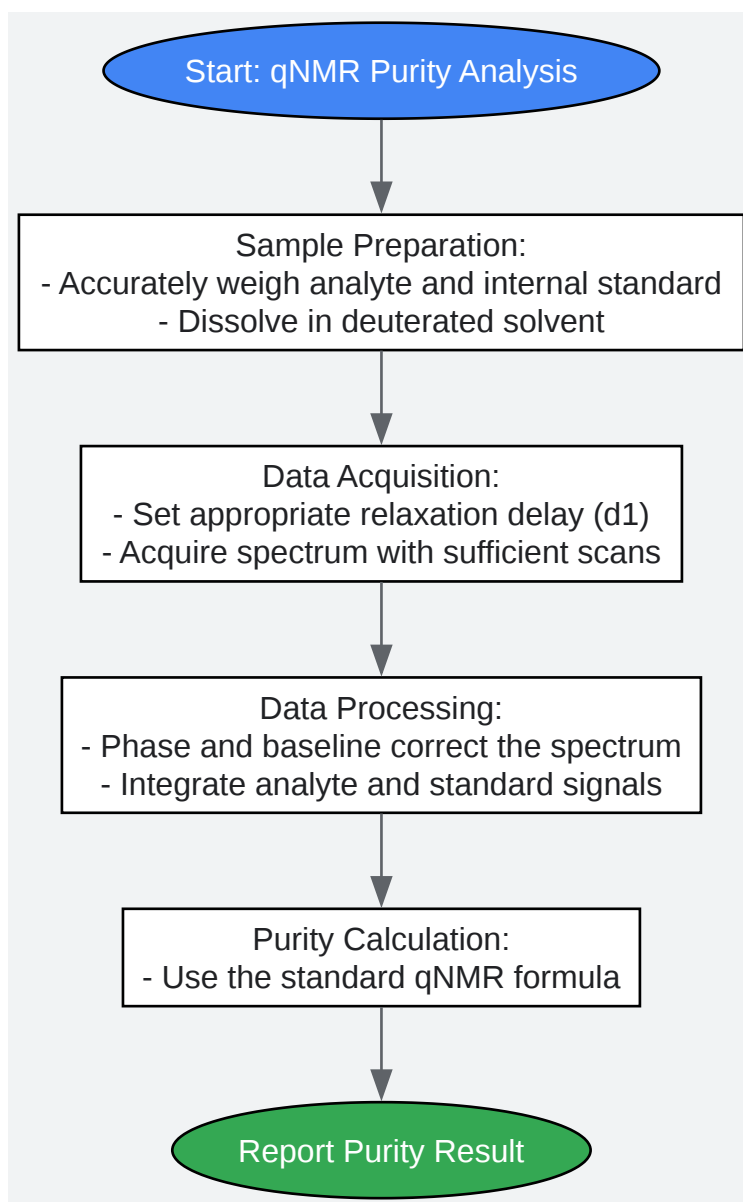 Start: qNMR Purity Analysis
Sample Preparation:
- Accurately weigh analyte and internal standard
- Dissolve in deuterated solvent
Data Acquisition:
- Set appropriate relaxation delay (d1)
- Acquire spectrum with sufficient scans
Data Processing:
- Phase and baseline correct the spectrum
- Integrate analyte and standard signals
Purity Calculation:
- Use the standard qNMR formula
Report Purity Result